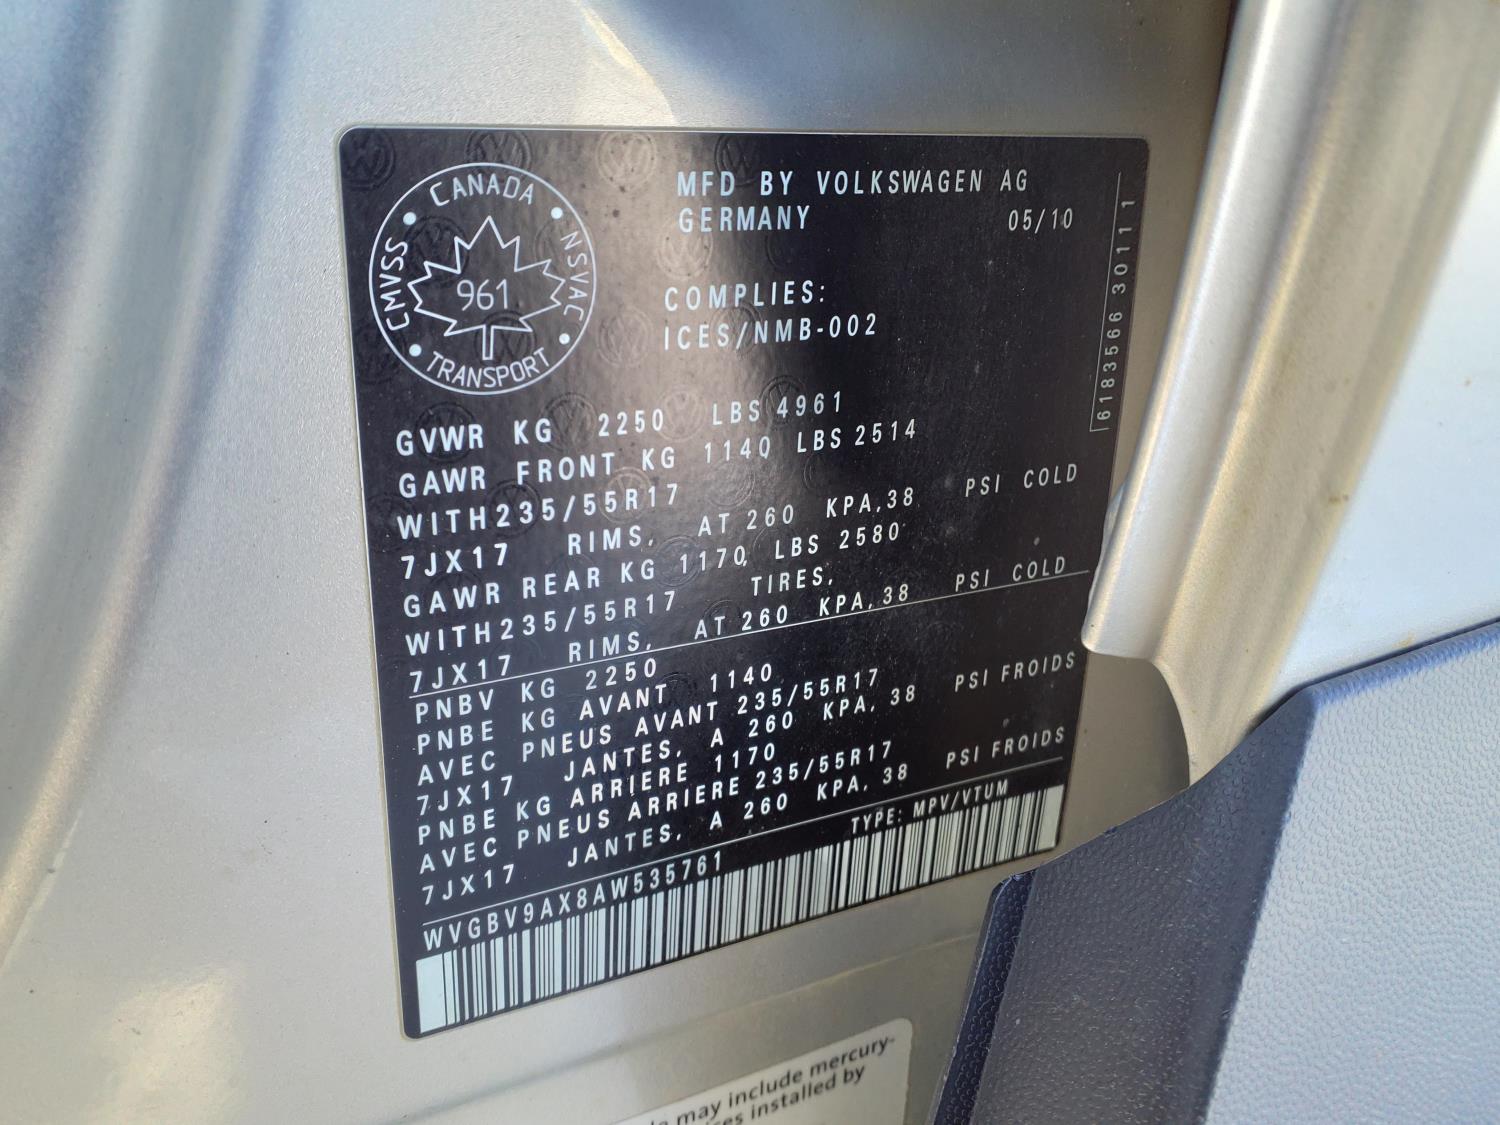 CANADA
CMVSS
NSVAC
961
TRANSPORT
MFD BY VOLKSWAGEN AG
GERMANY 05/10
COMPLIES:
ICES/NMB-002
6183566 30111
GVWR KG 2250 LBS 4961
GAWR FRONT KG 1140 LBS 2514
WITH 235/55R17
7JX17 RIMS, AT 260 KPA, 38 PSI COLD
GAWR REAR KG 1170, LBS 2580
WITH 235/55R17 TIRES,
7JX17 RIMS, AT 260 KPA, 38 PSI COLD
PNBV KG 2250
PNBE KG AVANT 1140
AVEC PNEUS AVANT 235/55R17
7JX17 JANTES, A 260 KPA, 38 PSI FROIDS
PNBE KG ARRIERE 1170
AVEC PNEUS ARRIERE 235/55R17
7JX17 JANTES, A 260 KPA, 38 PSI FROIDS
WVGBV9AX8AW535761 TYPE: MPV/VTUM
may include mercury-
installed by